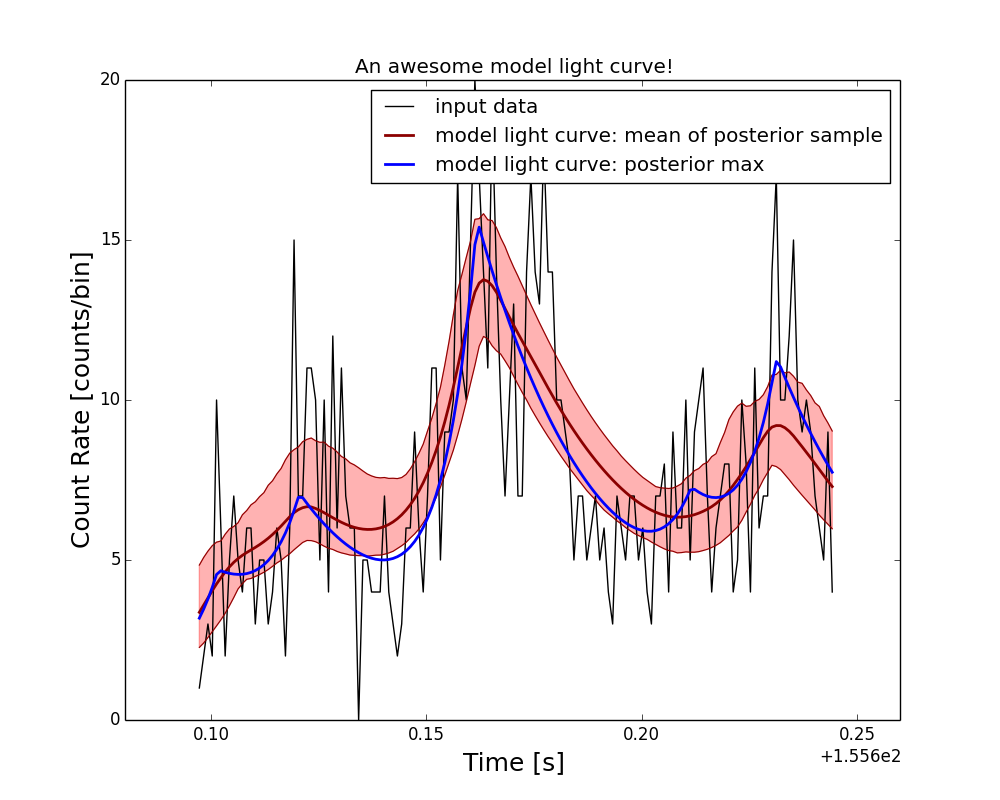 An awesome model light curve!
input data
model light curve: mean of posterior sample
model light curve: posterior max
Count Rate [counts/bin]
20
15
10
5
0
0.10 0.15 0.20 0.25
+1.556e2
Time [s]